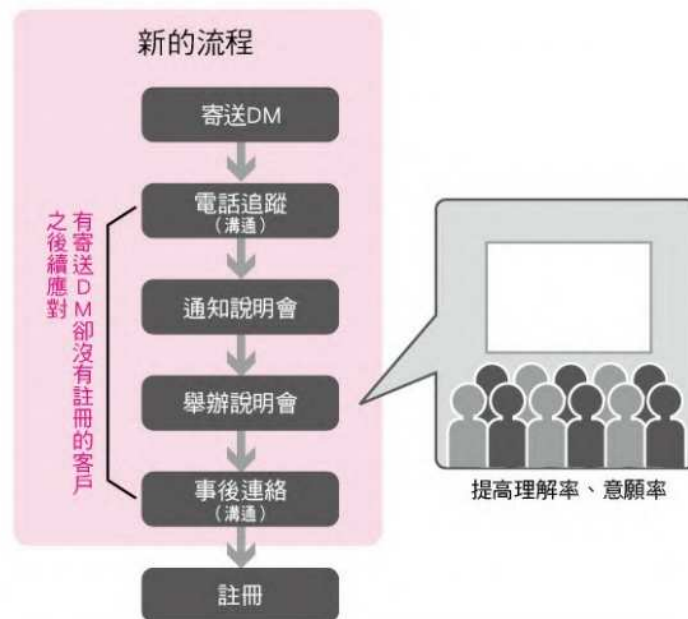 新的流程
寄送DM
電話追蹤
(溝通)
通知說明會
舉辦說明會
事後連絡
(溝通)
註冊
有寄送DM卻沒有註冊的客戶
之後續應對
提高理解率、意願率